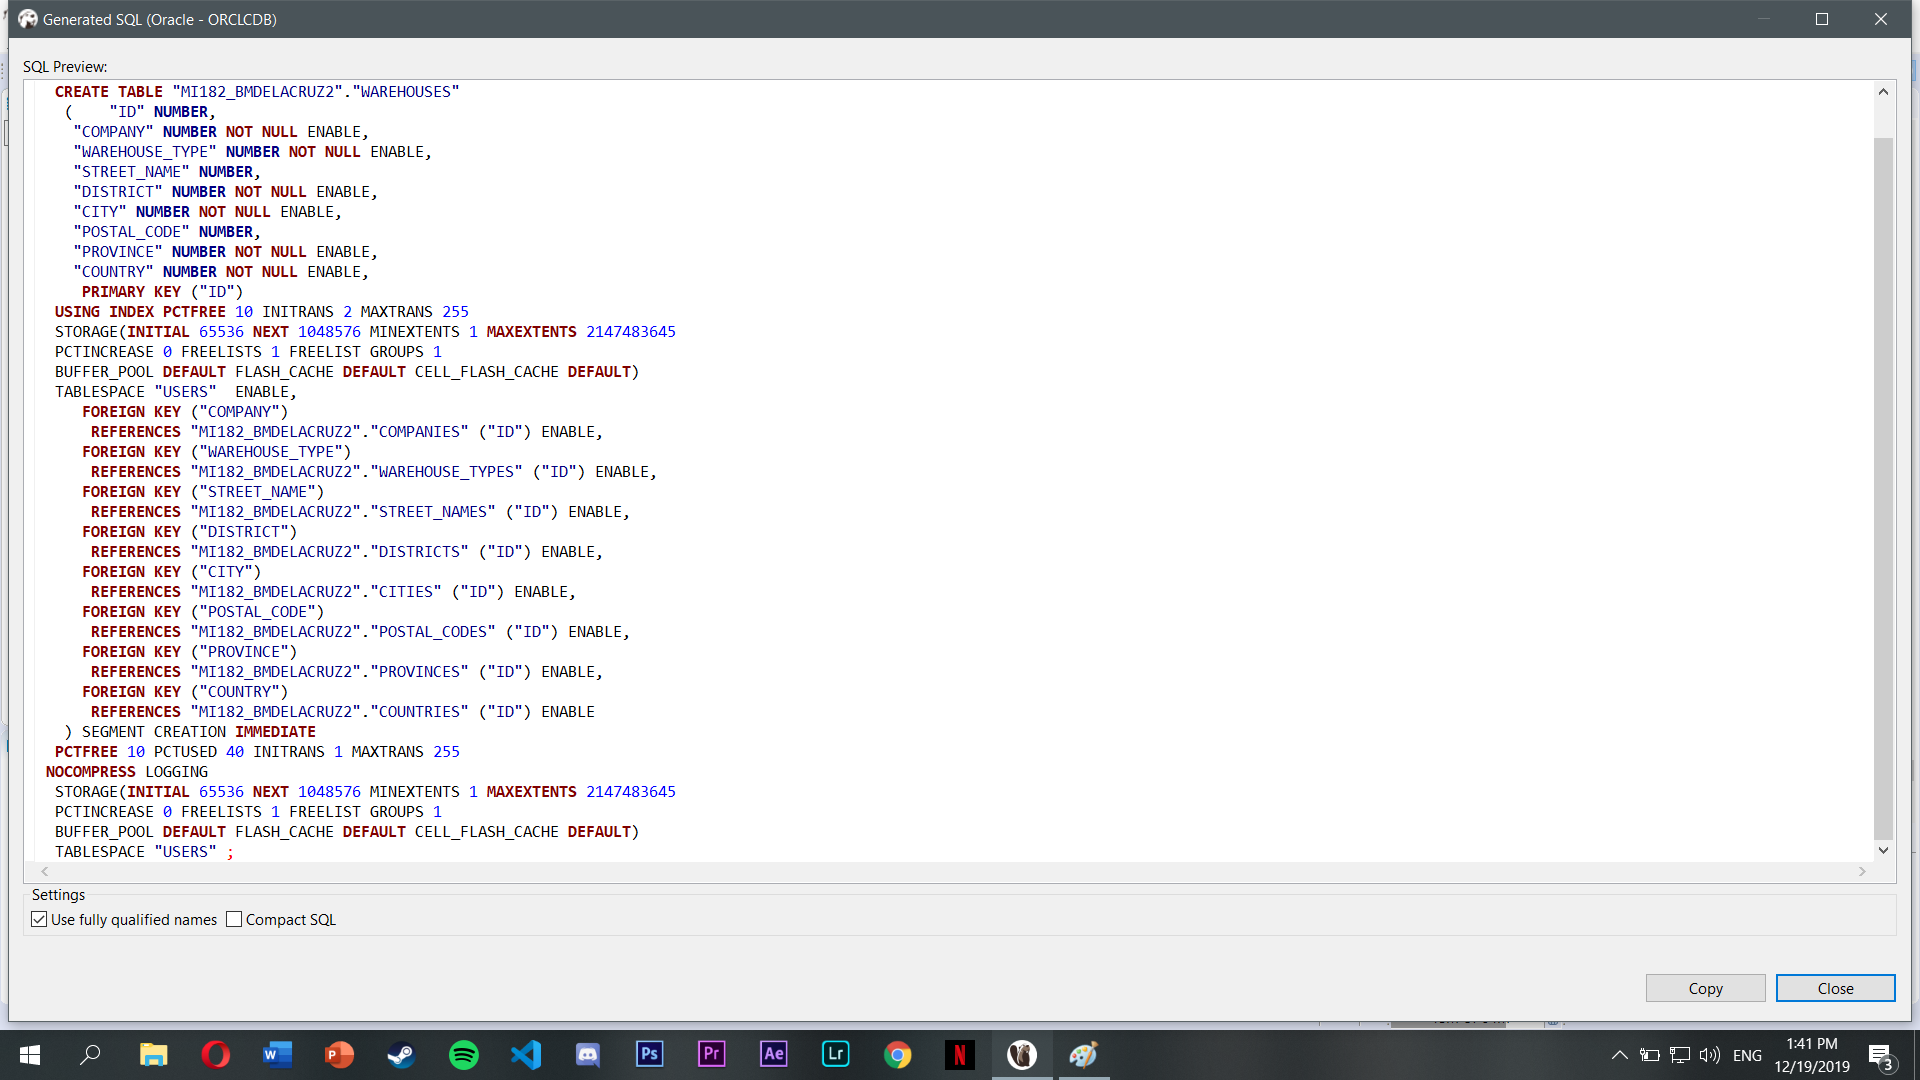 Generated SQL (Oracle - ORCLCDB)
SQL Preview:
CREATE TABLE "MI182_BMDELACRUZ2"."WAREHOUSES"
( "ID" NUMBER,
"COMPANY" NUMBER NOT NULL ENABLE,
"WAREHOUSE_TYPE" NUMBER NOT NULL ENABLE,
"STREET_NAME" NUMBER,
"DISTRICT" NUMBER NOT NULL ENABLE,
"CITY" NUMBER NOT NULL ENABLE,
"POSTAL_CODE" NUMBER,
"PROVINCE" NUMBER NOT NULL ENABLE,
"COUNTRY" NUMBER NOT NULL ENABLE,
PRIMARY KEY ("ID")
USING INDEX PCTFREE 10 INITRANS 2 MAXTRANS 255
STORAGE(INITIAL 65536 NEXT 1048576 MINEXTENTS 1 MAXEXTENTS 2147483645
PCTINCREASE 0 FREELISTS 1 FREELIST GROUPS 1
BUFFER_POOL DEFAULT FLASH_CACHE DEFAULT CELL_FLASH_CACHE DEFAULT)
TABLESPACE "USERS"  ENABLE,
FOREIGN KEY ("COMPANY")
REFERENCES "MI182_BMDELACRUZ2"."COMPANIES" ("ID") ENABLE,
FOREIGN KEY ("WAREHOUSE_TYPE")
REFERENCES "MI182_BMDELACRUZ2"."WAREHOUSE_TYPES" ("ID") ENABLE,
FOREIGN KEY ("STREET_NAME")
REFERENCES "MI182_BMDELACRUZ2"."STREET_NAMES" ("ID") ENABLE,
FOREIGN KEY ("DISTRICT")
REFERENCES "MI182_BMDELACRUZ2"."DISTRICTS" ("ID") ENABLE,
FOREIGN KEY ("CITY")
REFERENCES "MI182_BMDELACRUZ2"."CITIES" ("ID") ENABLE,
FOREIGN KEY ("POSTAL_CODE")
REFERENCES "MI182_BMDELACRUZ2"."POSTAL_CODES" ("ID") ENABLE,
FOREIGN KEY ("PROVINCE")
REFERENCES "MI182_BMDELACRUZ2"."PROVINCES" ("ID") ENABLE,
FOREIGN KEY ("COUNTRY")
REFERENCES "MI182_BMDELACRUZ2"."COUNTRIES" ("ID") ENABLE
) SEGMENT CREATION IMMEDIATE
PCTFREE 10 PCTUSED 40 INITRANS 1 MAXTRANS 255
NOCOMPRESS LOGGING
STORAGE(INITIAL 65536 NEXT 1048576 MINEXTENTS 1 MAXEXTENTS 2147483645
PCTINCREASE 0 FREELISTS 1 FREELIST GROUPS 1
BUFFER_POOL DEFAULT FLASH_CACHE DEFAULT CELL_FLASH_CACHE DEFAULT)
TABLESPACE "USERS" ;
Settings
Use fully qualified names Compact SQL
Copy Close
W P Ps Pr Ae Lr N ENG 1:41 PM
12/19/2019 3